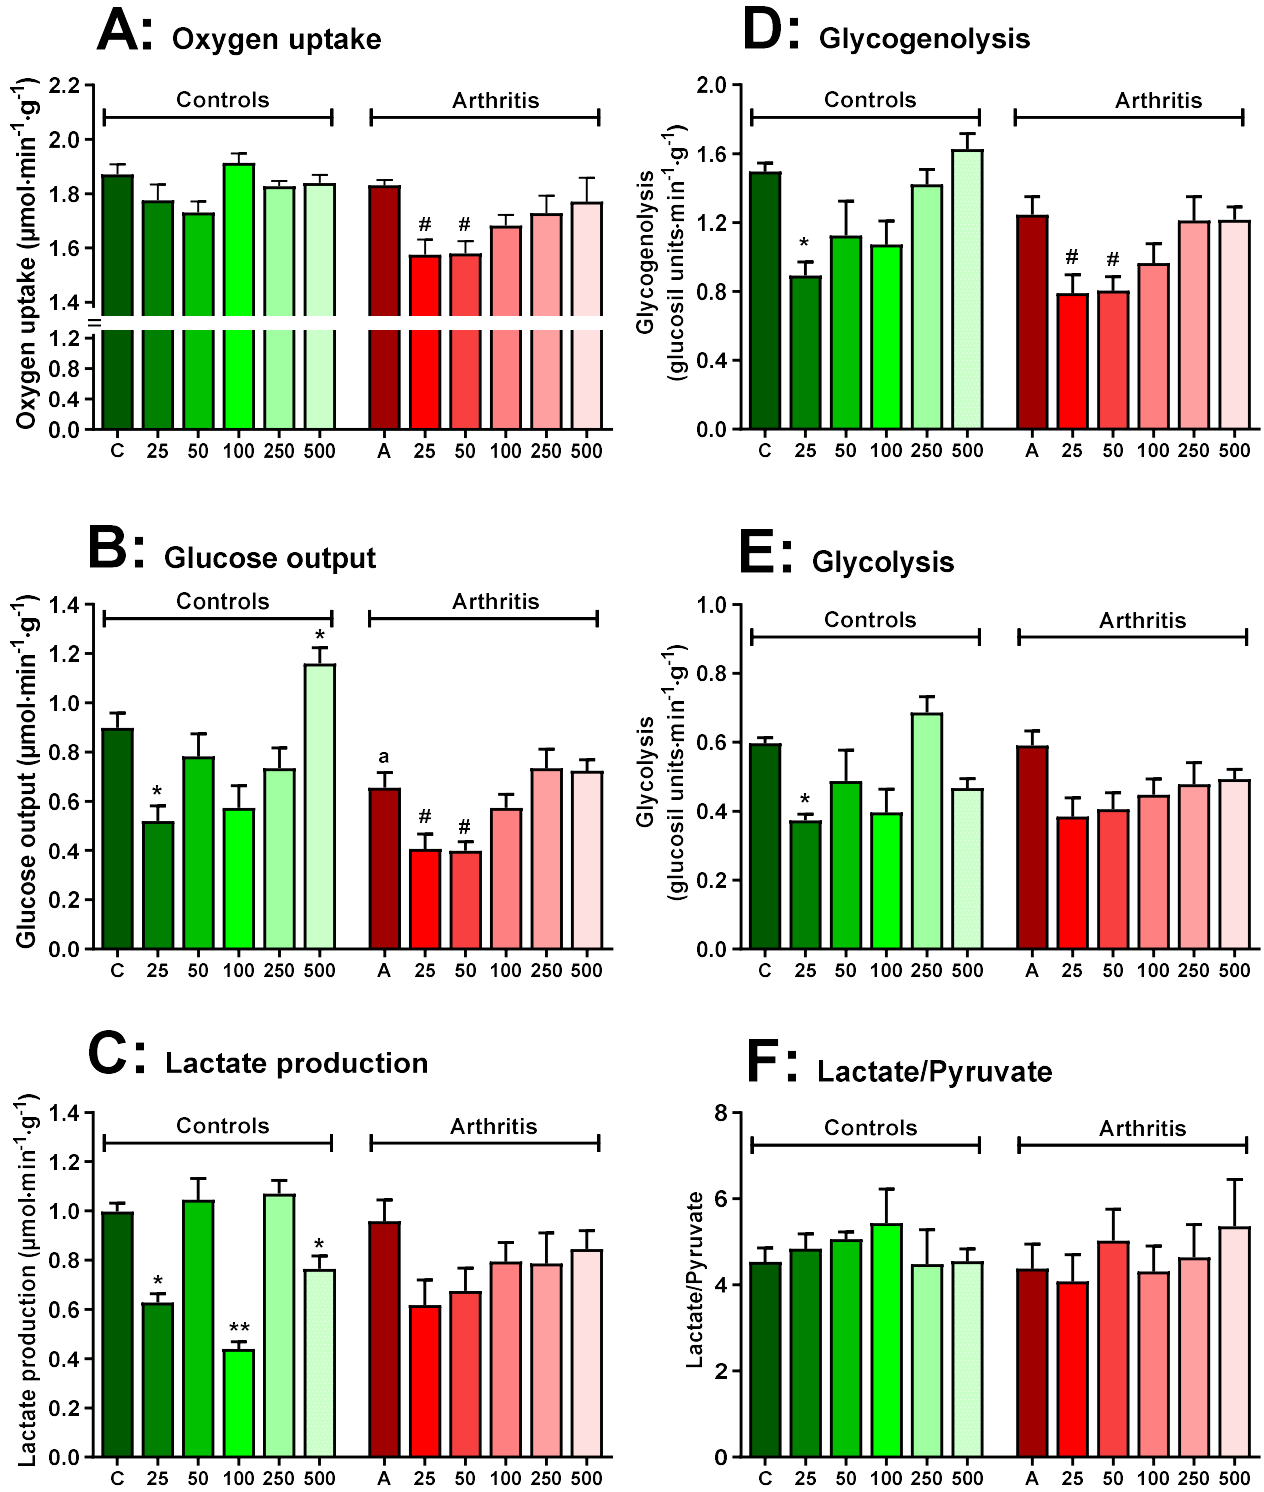 A: Oxygen uptake
Oxygen uptake (µmol·min⁻¹·g⁻¹)
2.2
2.0
1.8
1.6
1.4
1.2
0.8
0.4
0.0
Controls
Arthritis
# #
C 25 50 100 250 500 A 25 50 100 250 500
B: Glucose output
Glucose output (µmol·min⁻¹·g⁻¹)
1.4
1.2
1.0
0.8
0.6
0.4
0.2
0.0
Controls
Arthritis
* * a # #
C 25 50 100 250 500 A 25 50 100 250 500
C: Lactate production
Lactate production (µmol·min⁻¹·g⁻¹)
1.4
1.2
1.0
0.8
0.6
0.4
0.2
0.0
Controls
Arthritis
* ** *
C 25 50 100 250 500 A 25 50 100 250 500
D: Glycogenolysis
Glycogenolysis
(glucosil units·min⁻¹·g⁻¹)
2.0
1.6
1.2
0.8
0.4
0.0
Controls
Arthritis
* # #
C 25 50 100 250 500 A 25 50 100 250 500
E: Glycolysis
Glycolysis
(glucosil units·min⁻¹·g⁻¹)
1.0
0.8
0.6
0.4
0.2
0.0
Controls
Arthritis
*
C 25 50 100 250 500 A 25 50 100 250 500
F: Lactate/Pyruvate
Lactate/Pyruvate
8
6
4
2
0
Controls
Arthritis
C 25 50 100 250 500 A 25 50 100 250 500